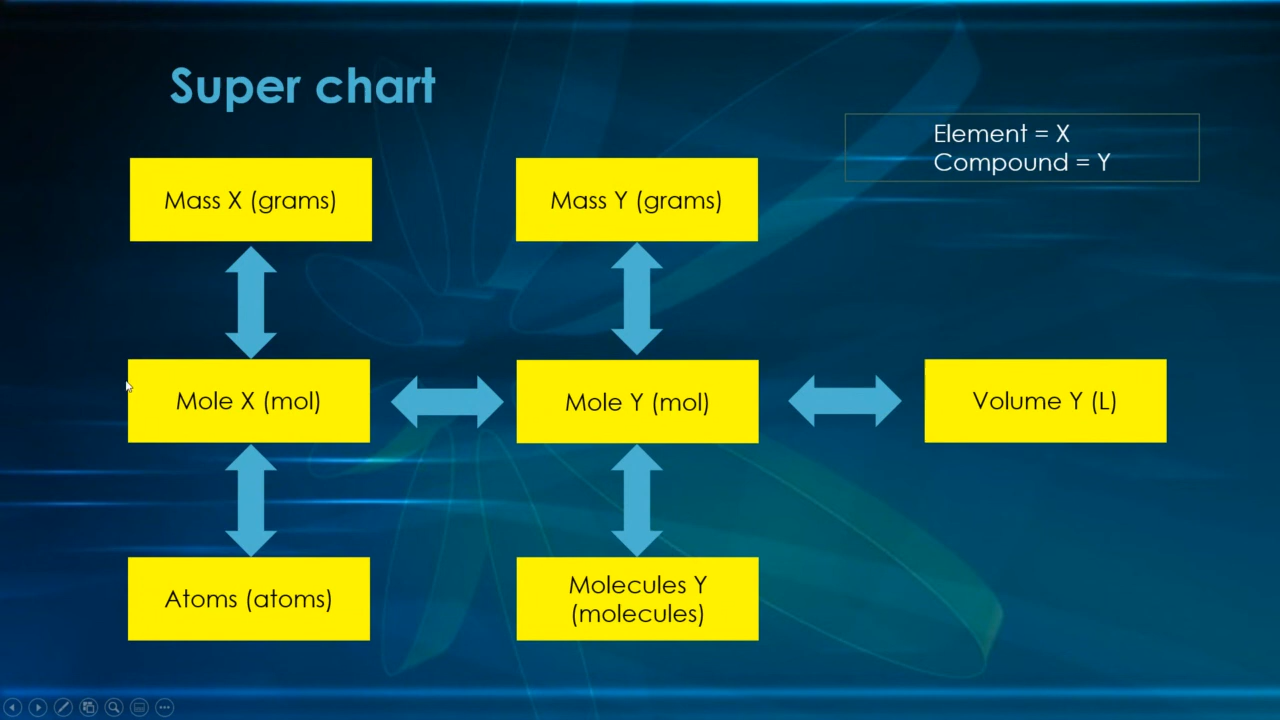 Super chart
Element = X
Compound = Y
Mass X (grams)
Mass Y (grams)
Mole X (mol)
Mole Y (mol)
Volume Y (L)
Atoms (atoms)
Molecules Y
(molecules)